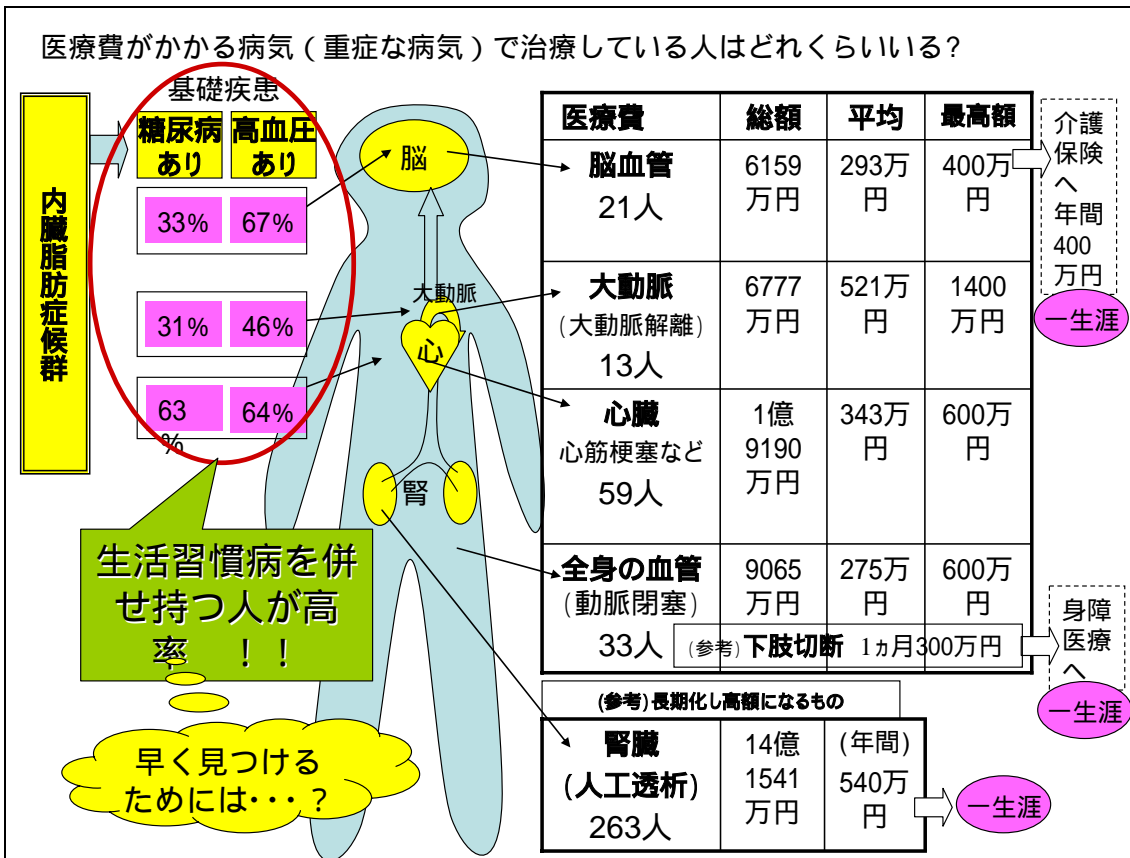 医療費がかかる病気（重症な病気）で治療している人はどれくらいいる？
内臓脂肪症候群
基礎疾患
糖尿病
あり
高血圧
あり
33%
67%
31%
46%
63
%
64%
生活習慣病を併
せ持つ人が高
率　！！
早く見つける
ためには・・・？
脳
大動脈
心
腎
医療費
総額
平均
最高額
脳血管
21人
6159
万円
293万
円
400万
円
大動脈
(大動脈解離)
13人
6777
万円
521万
円
1400
万円
心臓
心筋梗塞など
59人
1億
9190
万円
343万
円
600万
円
全身の血管
(動脈閉塞)
33人
9065
万円
275万
円
600万
円
(参考)下肢切断 1ヵ月300万円
介護
保険
へ
年間
400
万円
一生涯
身障
医療
へ
一生涯
(参考)長期化し高額になるもの
腎臓
(人工透析)
263人
14億
1541
万円
(年間)
540万
円
一生涯